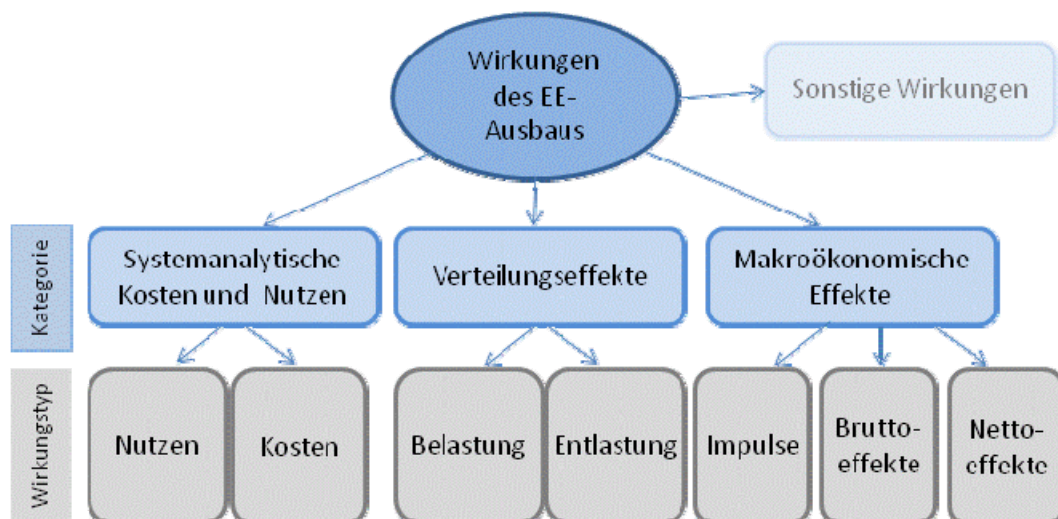 Wirkungen
des EE-
Ausbaus
Sonstige Wirkungen
Kategorie
Systemanalytische
Kosten und Nutzen
Verteilungseffekte
Makroökonomische
Effekte
Wirkungstyp
Nutzen
Kosten
Belastung
Entlastung
Impulse
Brutto-
effekte
Netto-
effekte